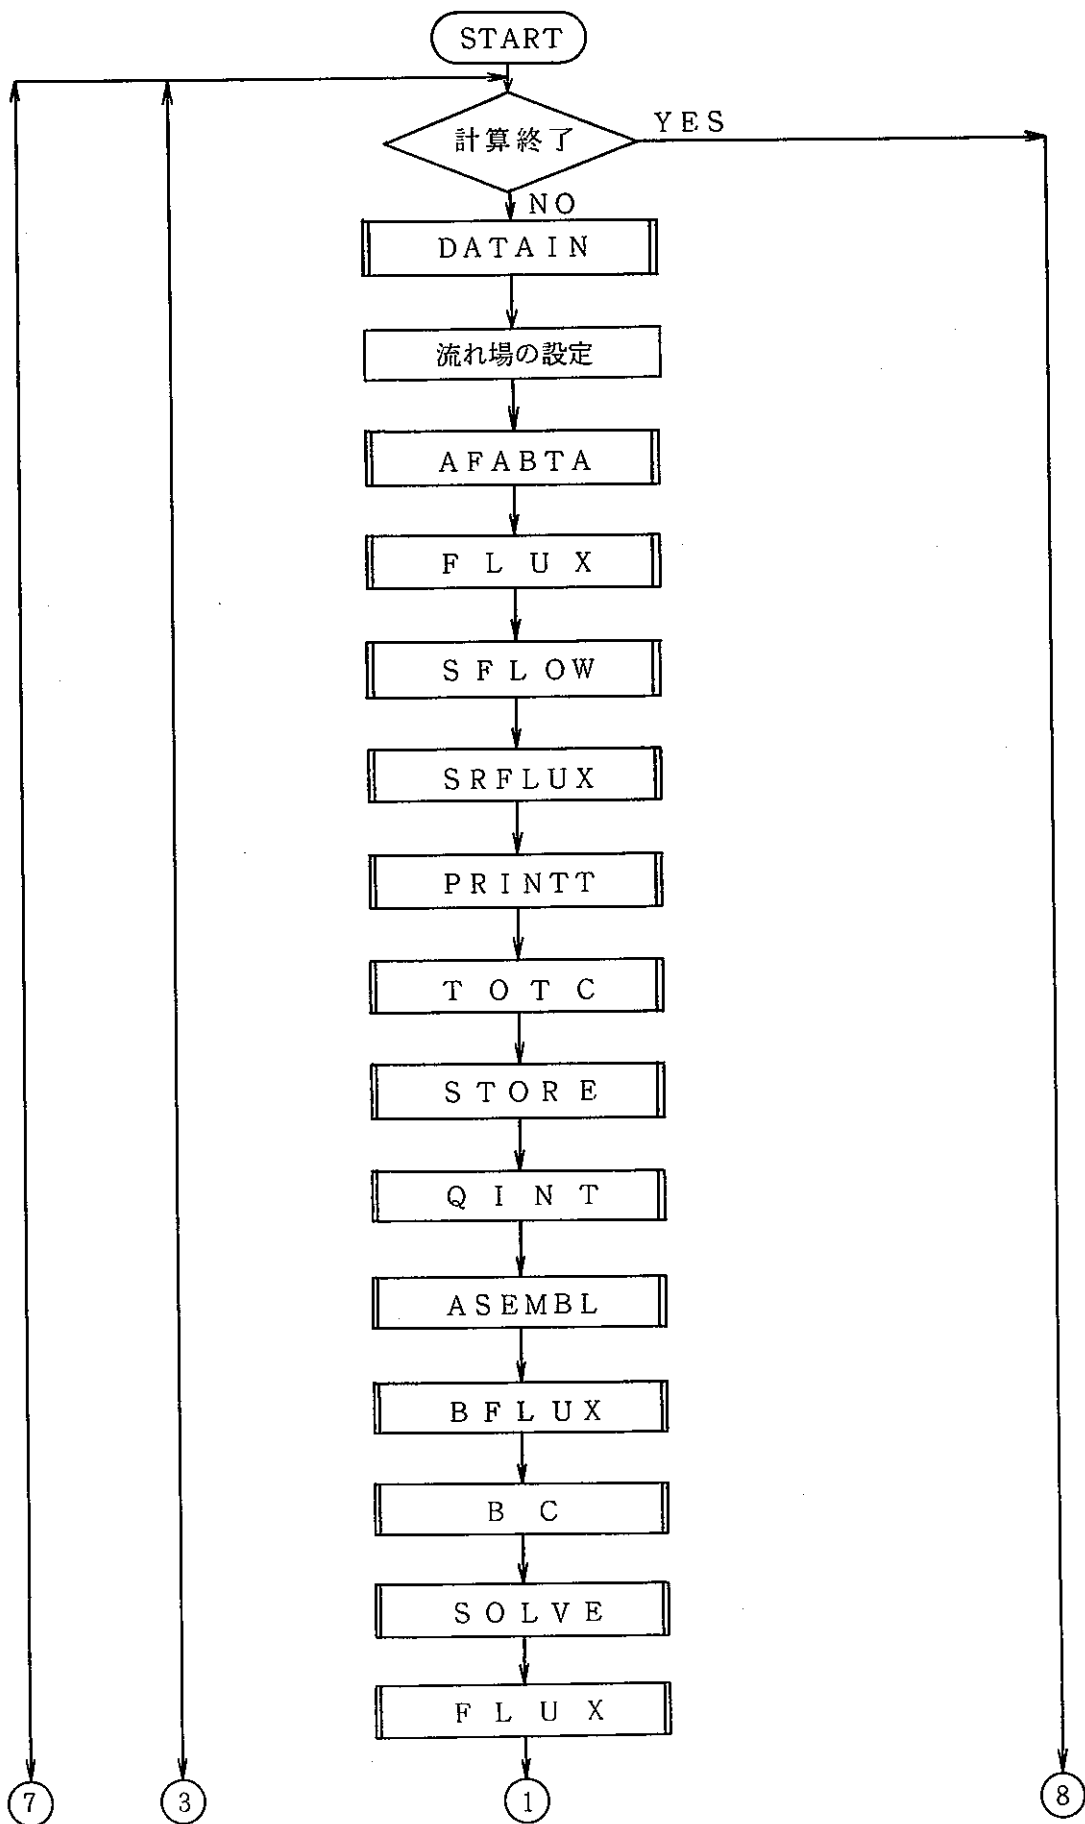 START
計算終了
YES
NO
DATAIN
流れ場の設定
AFABTA
FLUX
SFLOW
SRFLUX
PRINTT
TOTC
STORE
QINT
ASEMBL
BFLUX
BC
SOLVE
FLUX
7
3
1
8